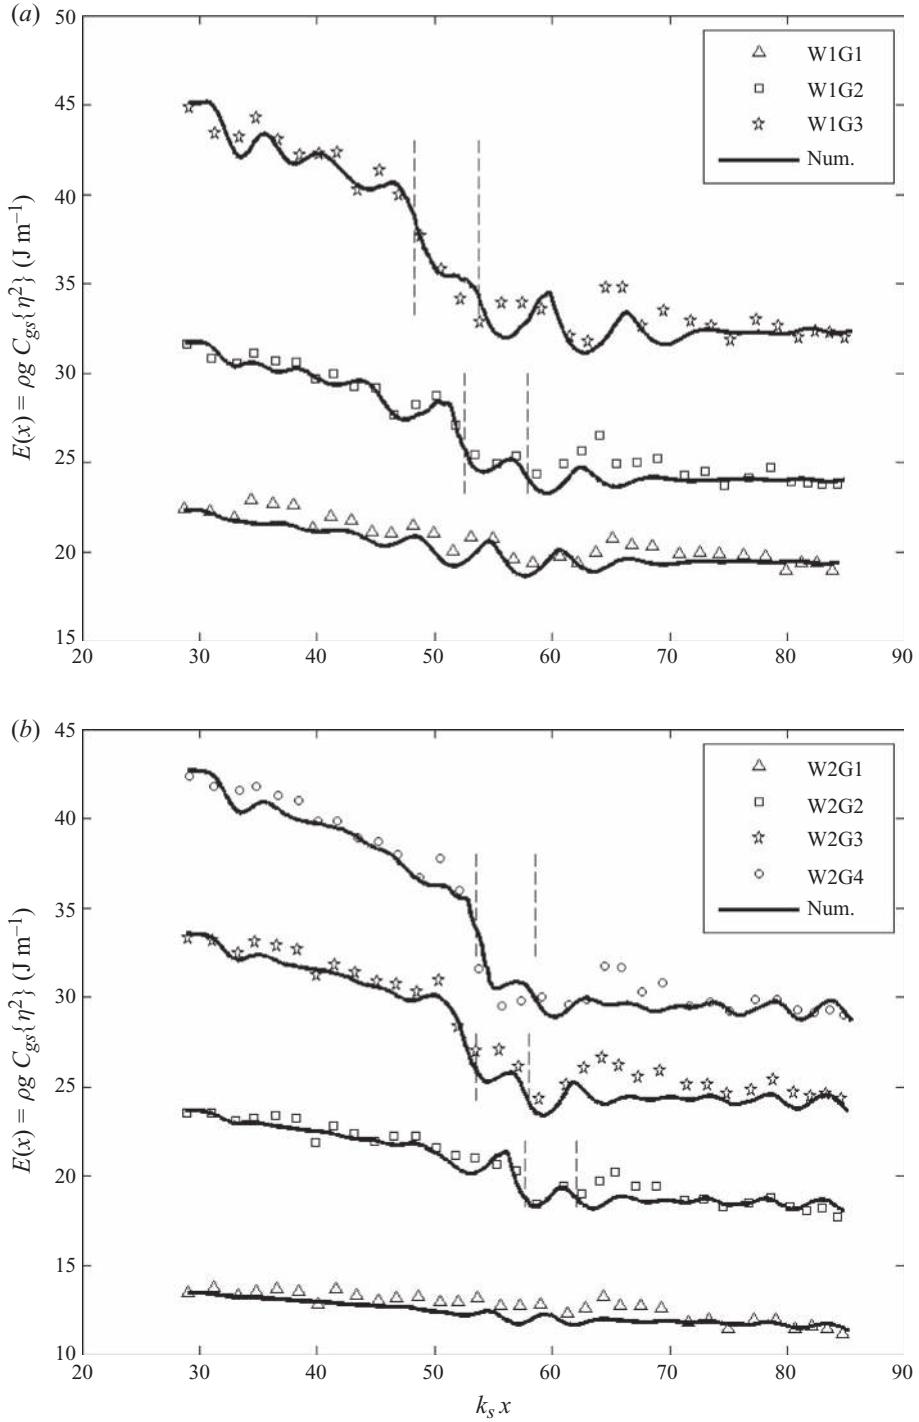 (a)
50
45
40
35
30
25
20
15
E(x) = ρg C_gs{η²} (J m⁻¹)
W1G1
W1G2
W1G3
Num.
20 30 40 50 60 70 80 90
(b)
45
40
35
30
25
20
15
10
E(x) = ρg C_gs{η²} (J m⁻¹)
W2G1
W2G2
W2G3
W2G4
Num.
20 30 40 50 60 70 80 90
k_s x